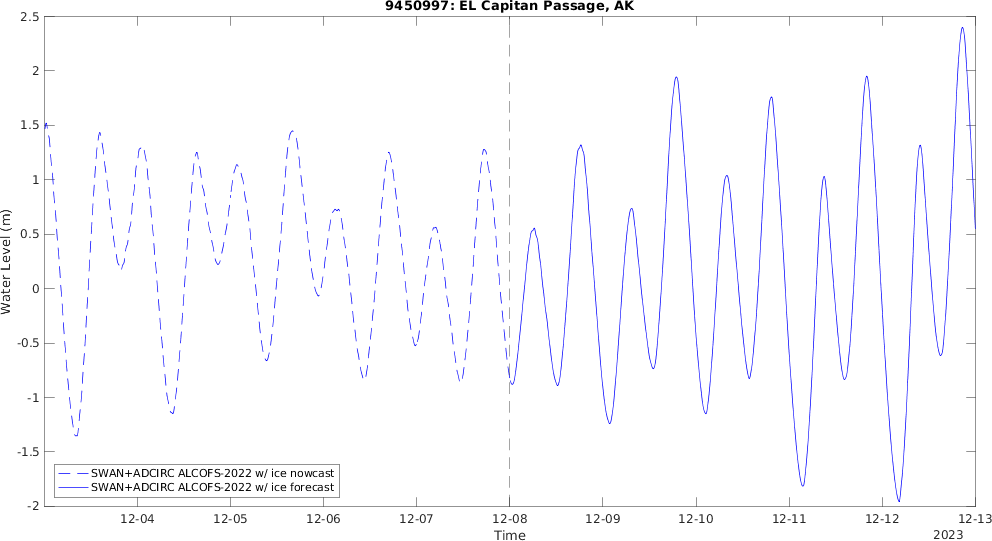 9450997: EL Capitan Passage, AK
Water Level (m)
2.5
2
1.5
1
0.5
0
-0.5
-1
-1.5
-2
SWAN+ADCIRC ALCOFS-2022 w/ ice nowcast
SWAN+ADCIRC ALCOFS-2022 w/ ice forecast
12-04 12-05 12-06 12-07 12-08 12-09 12-10 12-11 12-12 12-13
Time
2023